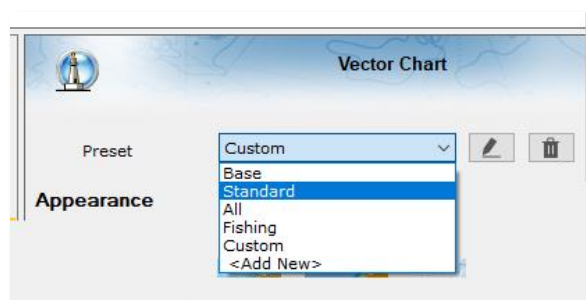 Vector Chart
Preset
Custom
Base
Standard
All
Fishing
Custom
<Add New>
Appearance